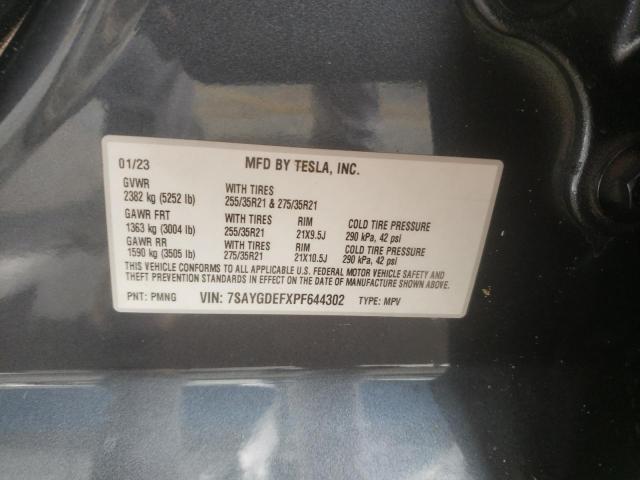 01/23 MFD BY TESLA, INC.
GVWR WITH TIRES
2382 kg (5252 lb) 255/35R21 & 275/35R21
GAWR FRT WITH TIRES RIM COLD TIRE PRESSURE
1363 kg (3004 lb) 255/35R21 21X9.5J 290 kPa, 42 psi
GAWR RR WITH TIRES RIM COLD TIRE PRESSURE
1590 kg (3505 lb) 275/35R21 21X10.5J 290 kPa, 42 psi
THIS VEHICLE CONFORMS TO ALL APPLICABLE U.S. FEDERAL MOTOR VEHICLE SAFETY AND
THEFT PREVENTION STANDARDS IN EFFECT ON THE DATE OF MANUFACTURE SHOWN ABOVE.
PNT: PMNG VIN: 7SAYGDEFXPF644302 TYPE: MPV